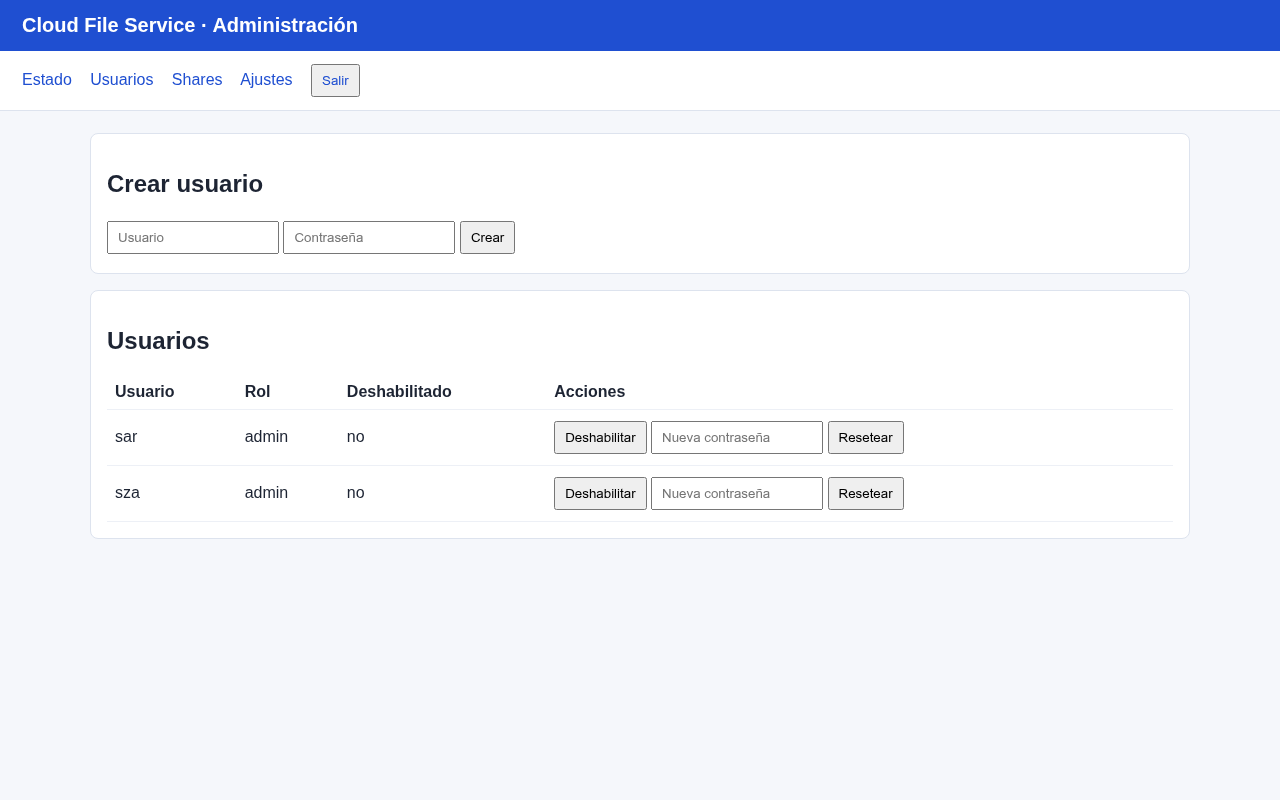 Cloud File Service · Administración
Estado Usuarios Shares Ajustes Salir
Crear usuario
Usuario Contraseña Crear
Usuarios
Usuario Rol Deshabilitado Acciones
sar admin no Deshabilitar Nueva contraseña Resetear
sza admin no Deshabilitar Nueva contraseña Resetear